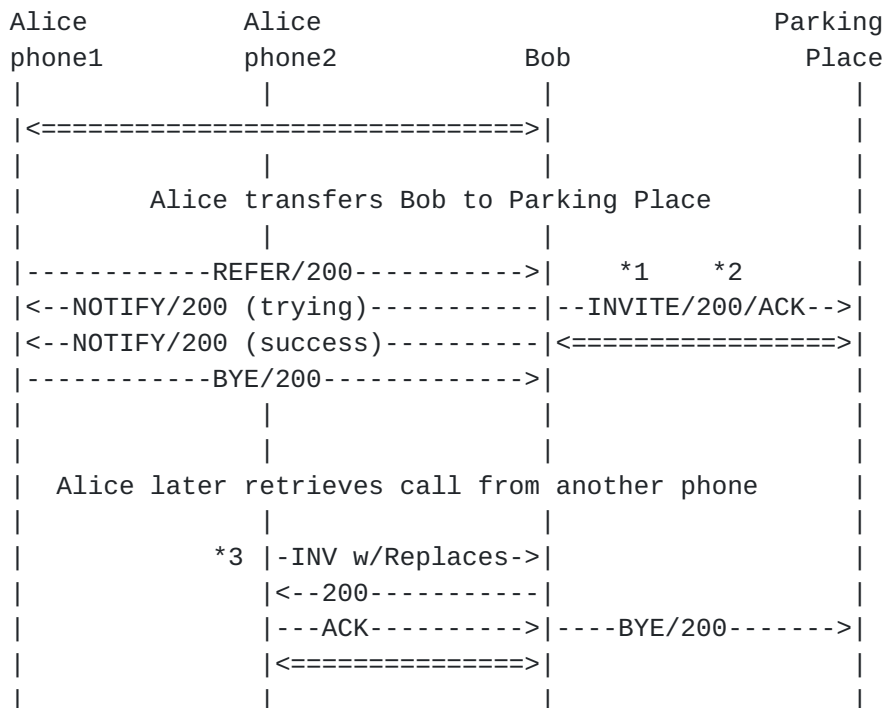 Alice          Alice                            Parking
phone1         phone2            Bob               Place
|               |                 |                   |
|<===============================>|                   |
|               |                 |                   |
|        Alice transfers Bob to Parking Place         |
|               |                 |                   |
|------------REFER/200----------->|    *1    *2       |
|<--NOTIFY/200 (trying)-----------|--INVITE/200/ACK-->|
|<--NOTIFY/200 (success)----------|<=================>|
|------------BYE/200------------->|                   |
|               |                 |                   |
|               |                 |                   |
|  Alice later retrieves call from another phone      |
|               |                 |                   |
|            *3 |-INV w/Replaces->|                   |
|               |<--200-----------|                   |
|               |---ACK---------->|----BYE/200------->|
|               |<===============>|                   |
|               |                 |                   |